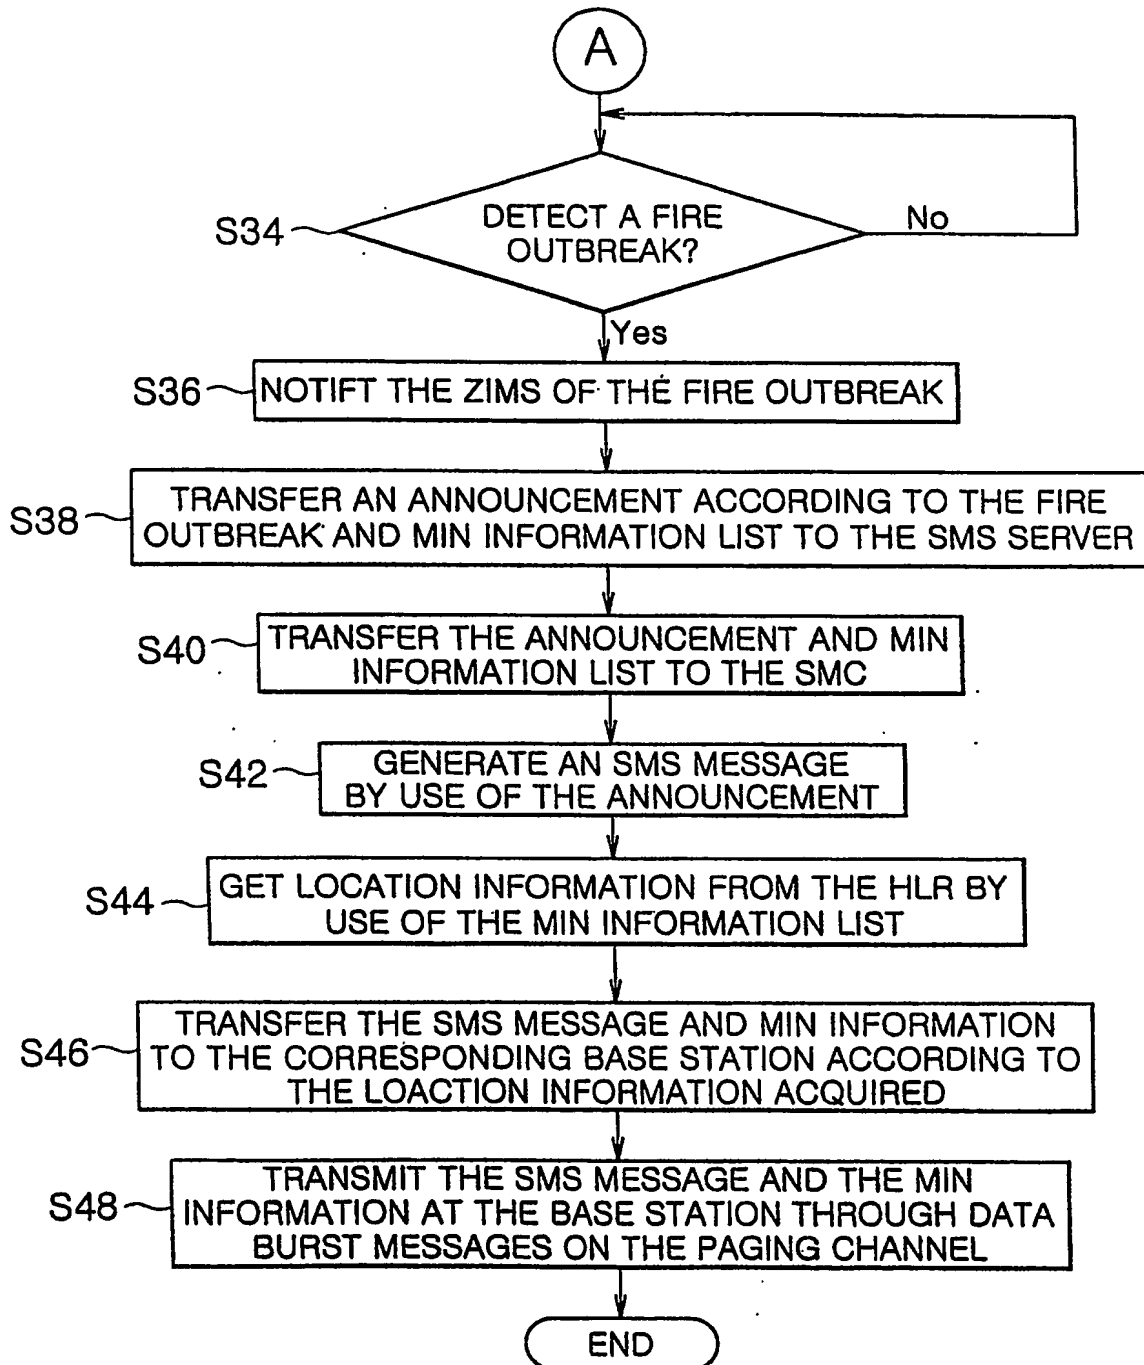 A
S34
DETECT A FIRE
OUTBREAK?
No
Yes
S36
NOTIFT THE ZIMS OF THE FIRE OUTBREAK
S38
TRANSFER AN ANNOUNCEMENT ACCORDING TO THE FIRE
OUTBREAK AND MIN INFORMATION LIST TO THE SMS SERVER
S40
TRANSFER THE ANNOUNCEMENT AND MIN
INFORMATION LIST TO THE SMC
S42
GENERATE AN SMS MESSAGE
BY USE OF THE ANNOUNCEMENT
S44
GET LOCATION INFORMATION FROM THE HLR BY
USE OF THE MIN INFORMATION LIST
S46
TRANSFER THE SMS MESSAGE AND MIN INFORMATION
TO THE CORRESPONDING BASE STATION ACCORDING TO
THE LOACTION INFORMATION ACQUIRED
S48
TRANSMIT THE SMS MESSAGE AND THE MIN
INFORMATION AT THE BASE STATION THROUGH DATA
BURST MESSAGES ON THE PAGING CHANNEL
END